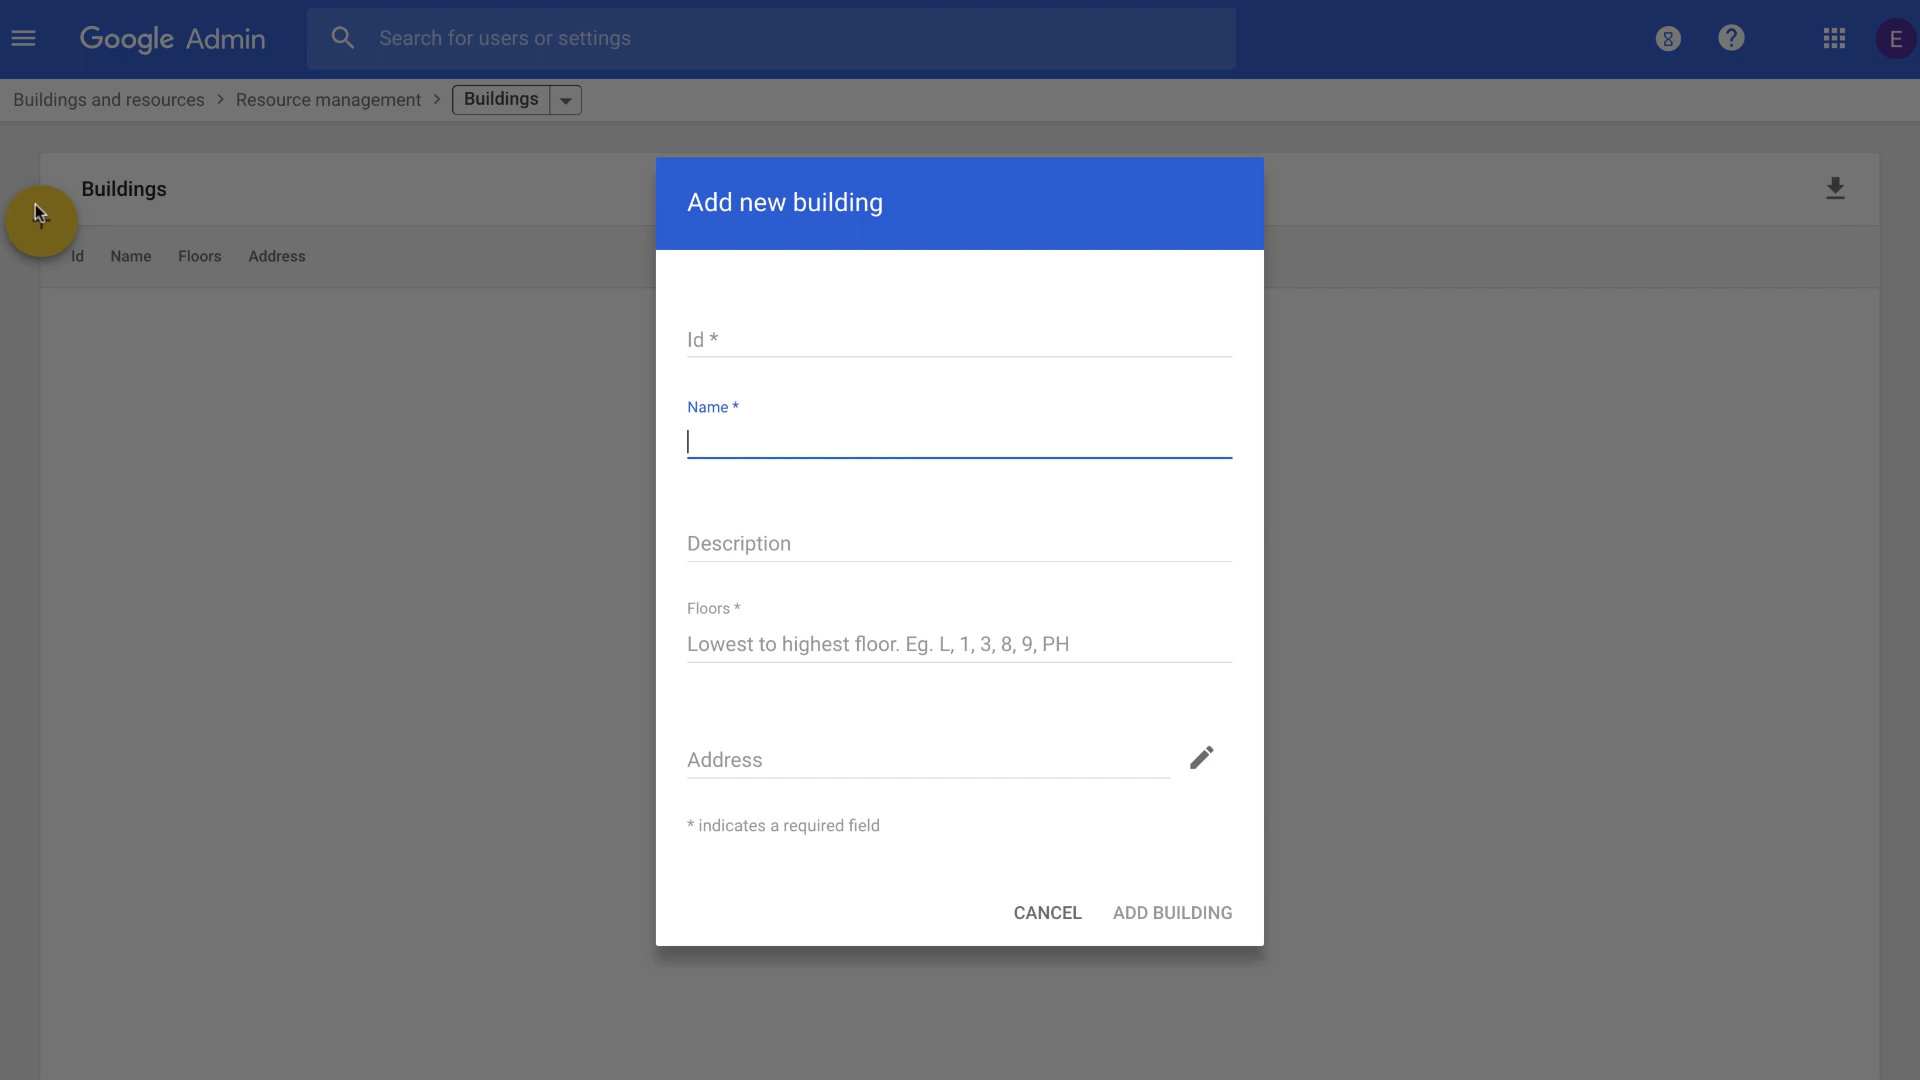 Google Admin
Search for users or settings
E
Buildings and resources > Resource management > Buildings
Buildings
Id Name Floors Address
Add new building
Id *
Name *
Description
Floors *
Lowest to highest floor. Eg. L, 1, 3, 8, 9, PH
Address
* indicates a required field
CANCEL ADD BUILDING